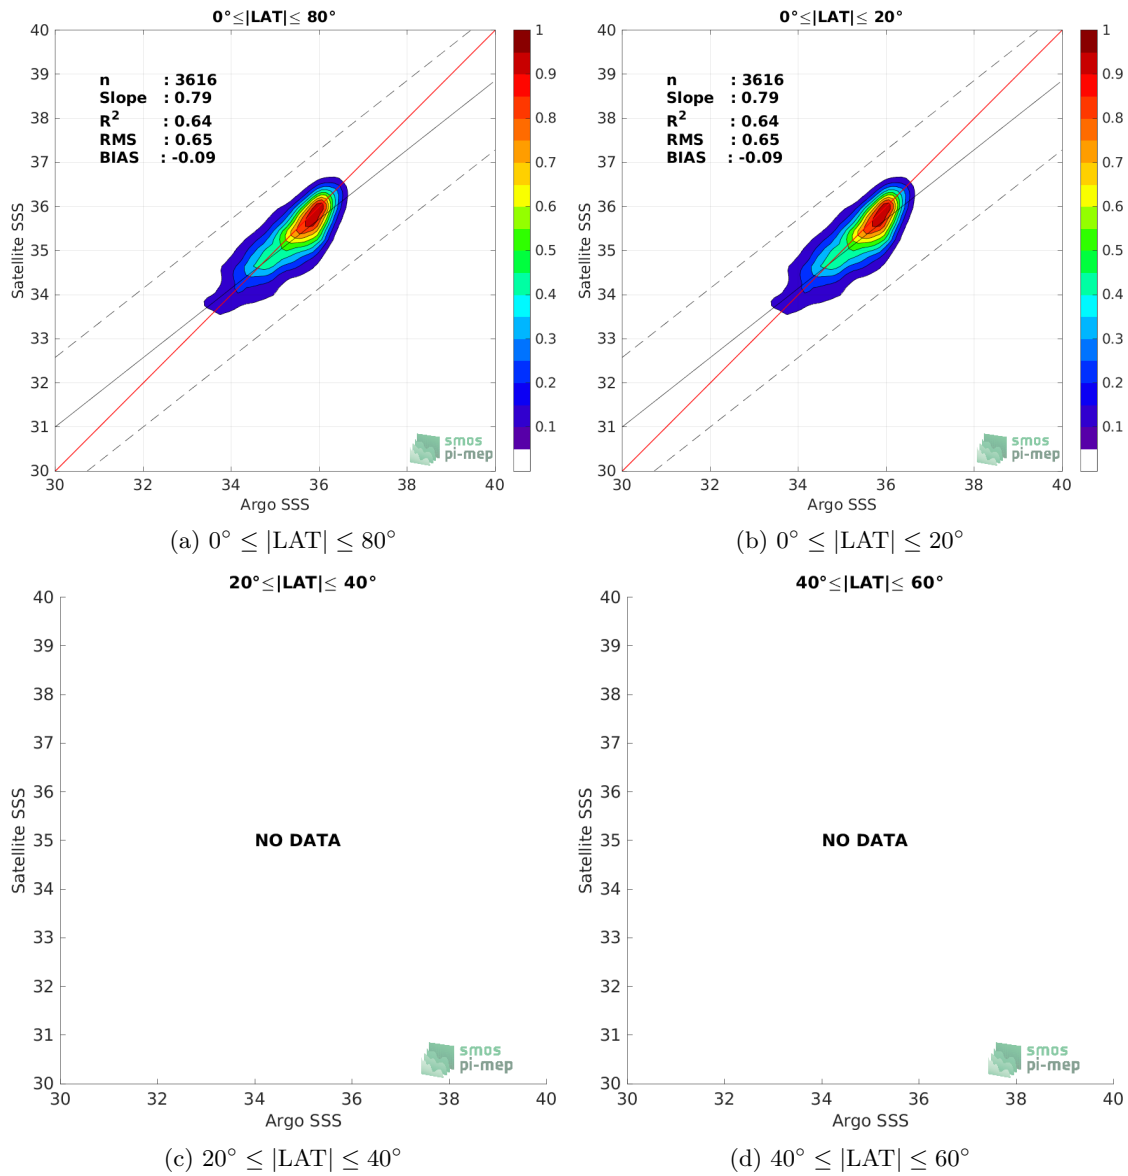 0°≤|LAT|≤ 80°
40
39
38
37
36
35
34
33
32
31
30
Satellite SSS
n : 3616
Slope : 0.79
R² : 0.64
RMS : 0.65
BIAS : -0.09
smos
pi-mep
30 32 34 36 38 40
Argo SSS
1
0.9
0.8
0.7
0.6
0.5
0.4
0.3
0.2
0.1
(a) 0° ≤ |LAT| ≤ 80°
0°≤|LAT|≤ 20°
40
39
38
37
36
35
34
33
32
31
30
Satellite SSS
n : 3616
Slope : 0.79
R² : 0.64
RMS : 0.65
BIAS : -0.09
smos
pi-mep
30 32 34 36 38 40
Argo SSS
1
0.9
0.8
0.7
0.6
0.5
0.4
0.3
0.2
0.1
(b) 0° ≤ |LAT| ≤ 20°
20°≤|LAT|≤ 40°
40
39
38
37
36
35
34
33
32
31
30
Satellite SSS
NO DATA
smos
pi-mep
30 32 34 36 38 40
Argo SSS
(c) 20° ≤ |LAT| ≤ 40°
40°≤|LAT|≤ 60°
40
39
38
37
36
35
34
33
32
31
30
Satellite SSS
NO DATA
smos
pi-mep
30 32 34 36 38 40
Argo SSS
(d) 40° ≤ |LAT| ≤ 60°